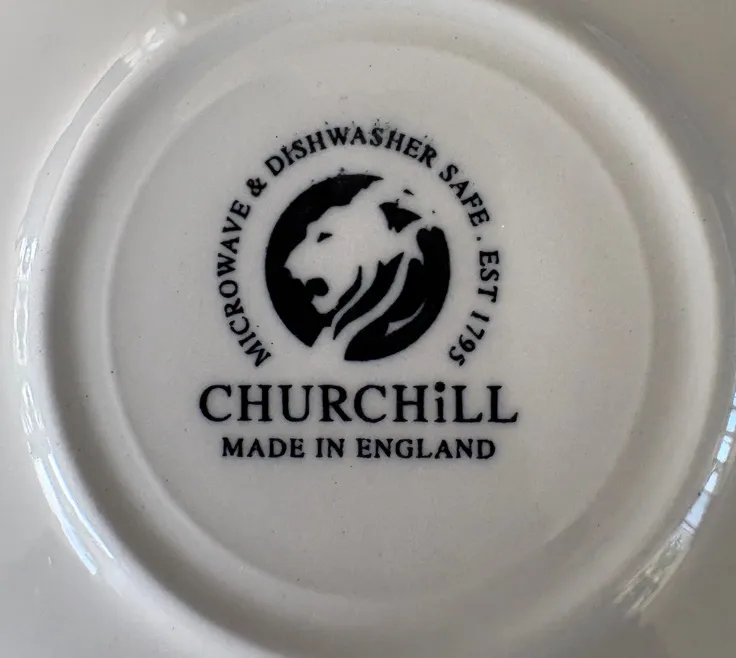 MICROWAVE & DISHWASHER SAFE . EST 1795
CHURCHiLL
MADE IN ENGLAND